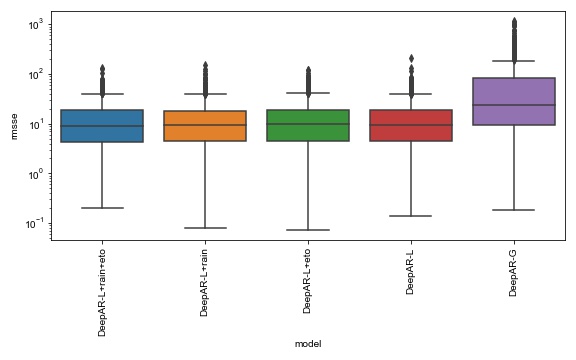 10³
10²
10¹
10⁰
10⁻¹
rmsse
DeepAR-L+rain+eto
DeepAR-L+rain
DeepAR-L+eto
DeepAR-L
DeepAR-G
model